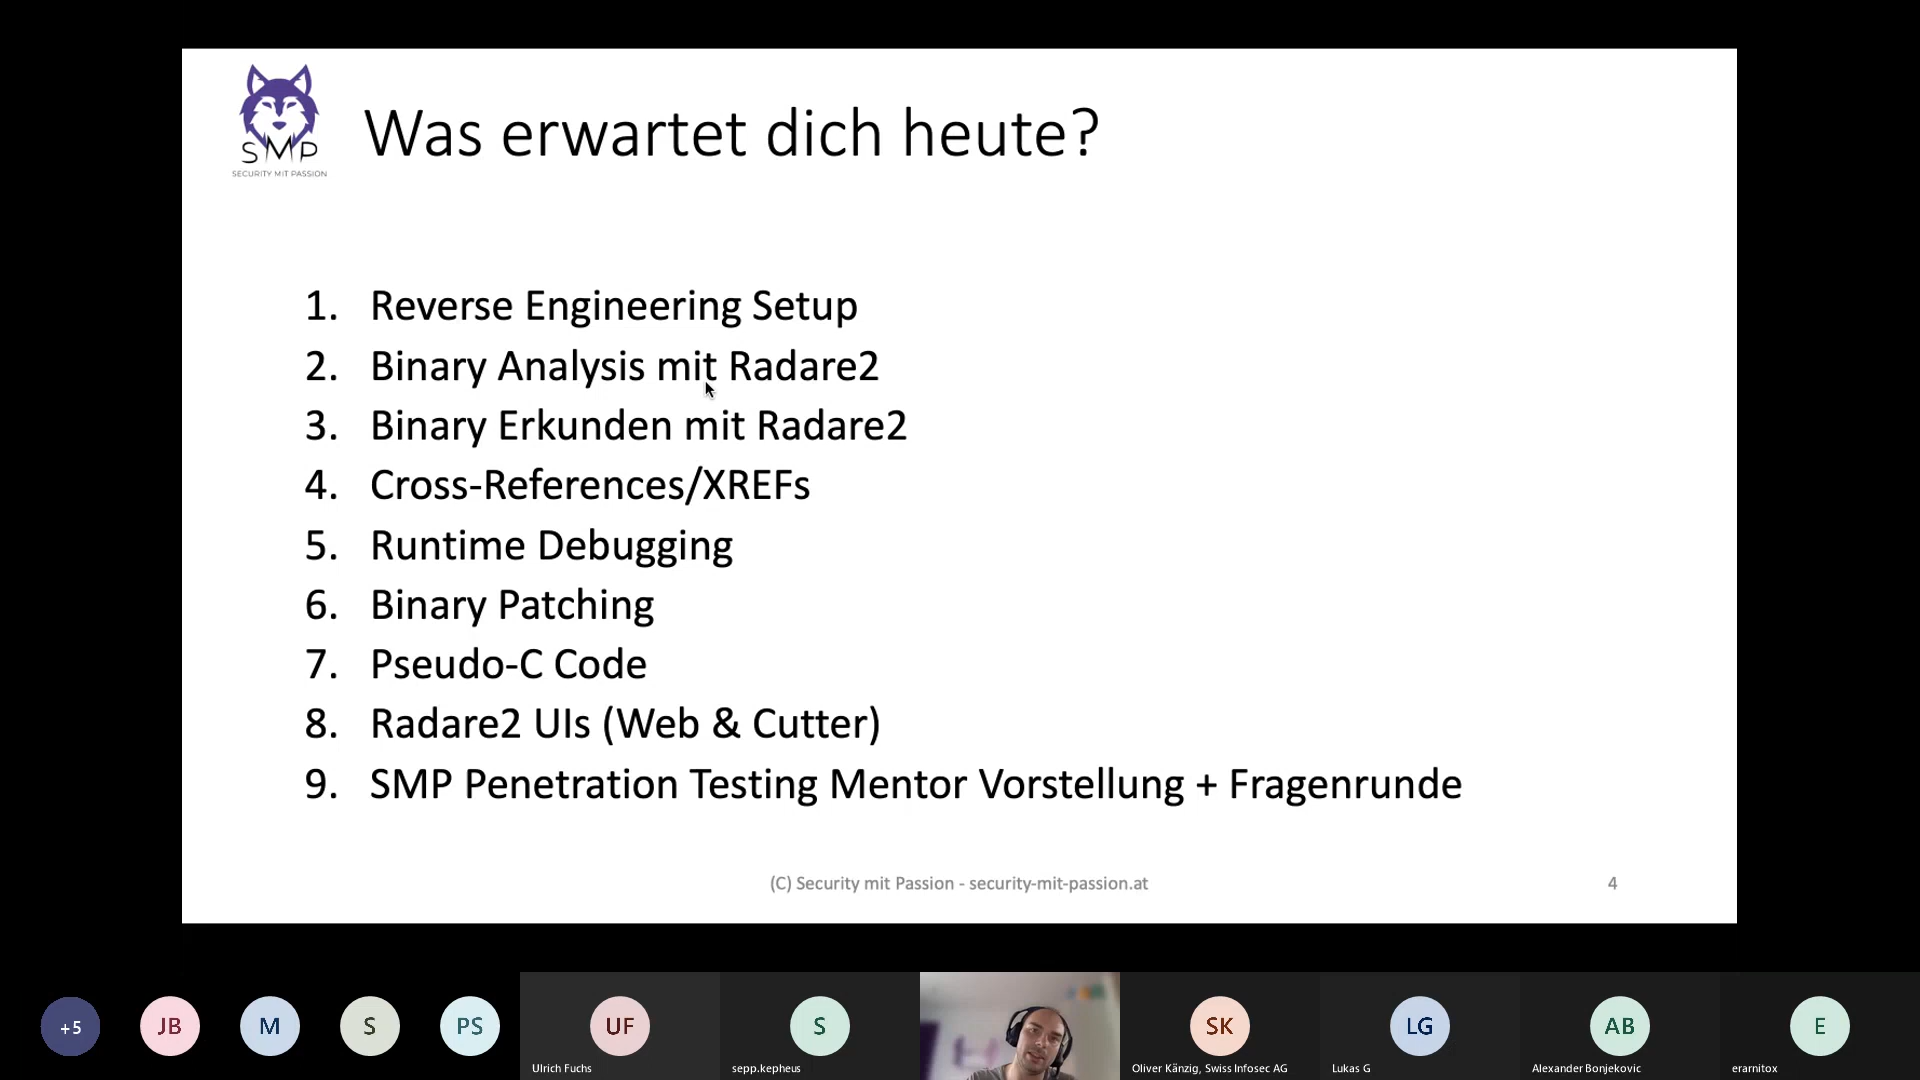 SMP
SECURITY MIT PASSION
Was erwartet dich heute?
1. Reverse Engineering Setup
2. Binary Analysis mit Radare2
3. Binary Erkunden mit Radare2
4. Cross-References/XREFs
5. Runtime Debugging
6. Binary Patching
7. Pseudo-C Code
8. Radare2 UIs (Web & Cutter)
9. SMP Penetration Testing Mentor Vorstellung + Fragenrunde
(C) Security mit Passion - security-mit-passion.at
4
+5
JB
M
S
PS
UF
Ulrich Fuchs
S
sepp.kepheus
SK
Oliver Känzig, Swiss Infosec AG
LG
Lukas G
AB
Alexander Bonjekovic
E
erarnitox